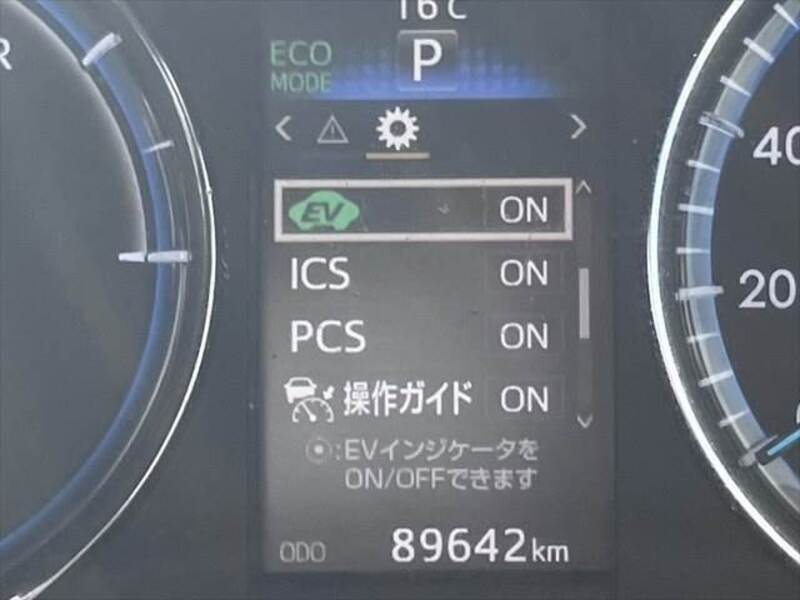 16℃
R
ECO
MODE
P
EV ON
ICS ON
PCS ON
操作ガイド ON
:EVインジケータを
ON/OFFできます
ODO 89642km
40
20